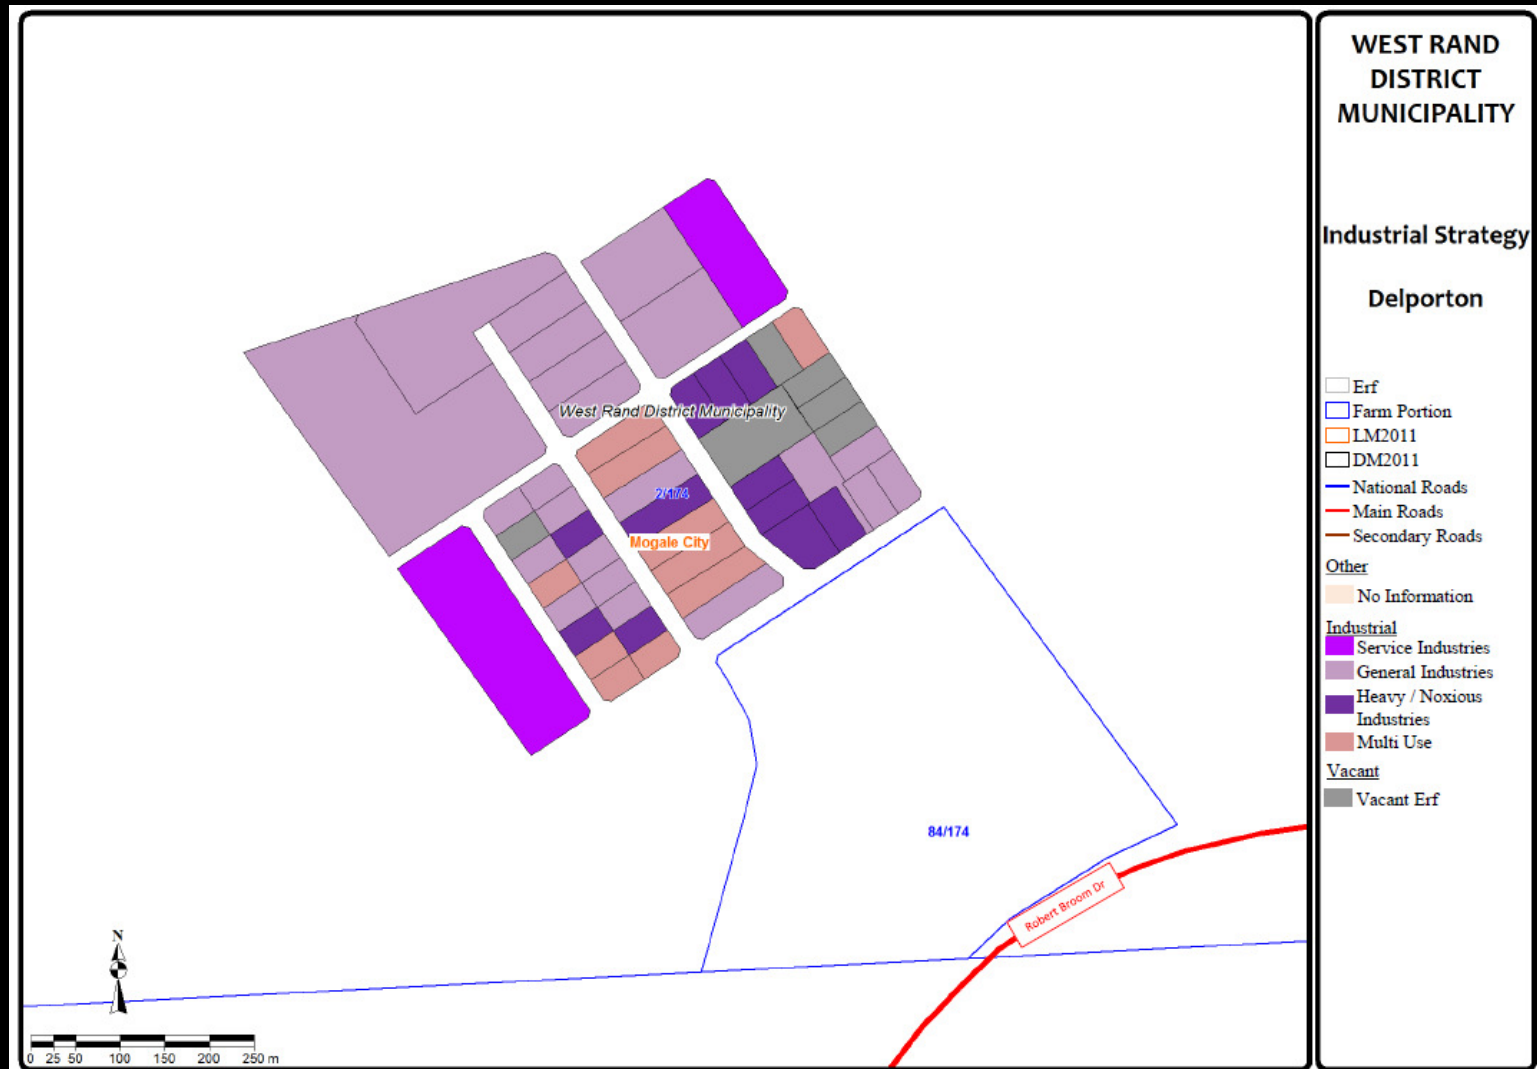 WEST RAND
DISTRICT
MUNICIPALITY
Industrial Strategy
Delporton
Erf
Farm Portion
LM2011
DM2011
National Roads
Main Roads
Secondary Roads
Other
No Information
Industrial
Service Industries
General Industries
Heavy / Noxious
Industries
Multi Use
Vacant
Vacant Erf
West Rand District Municipality
2/174
Mogale City
84/174
Robert Broom Dr
N
0 25 50 100 150 200 250 m